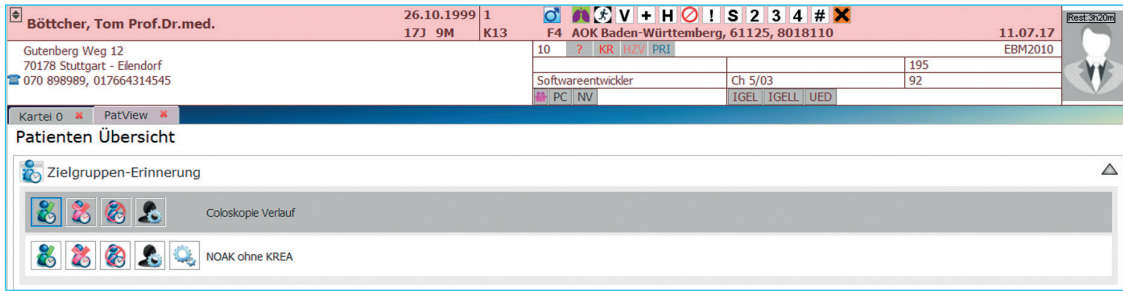 Böttcher, Tom Prof.Dr.med. 26.10.1999 1 V + H ! S 2 3 4 # X Rest:3h20m
17J 9M K13 F4 AOK Baden-Württemberg, 61125, 8018110 11.07.17
Gutenberg Weg 12 10 ? KR HZV PRI EBM2010
70178 Stuttgart - Eilendorf 195
070 898989, 017664314545 Softwareentwickler Ch 5/03 92
PC NV IGEL IGELL UED
Kartei 0 PatView
Patienten Übersicht
Zielgruppen-Erinnerung
Coloskopie Verlauf
NOAK ohne KREA